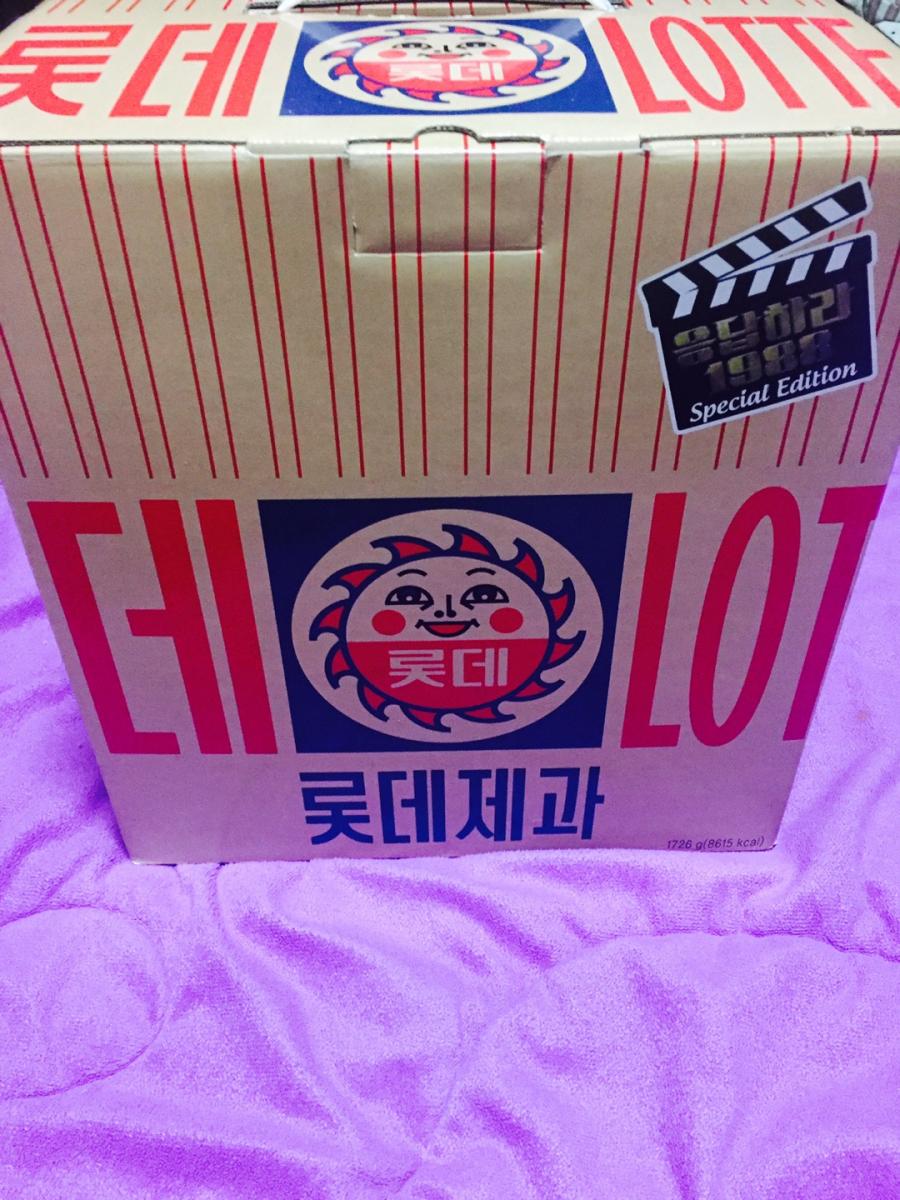 롯데 롯데 LOTTE
응답하라
1988
Special Edition
데 롯데 LOT
롯데제과
1726 g(8615 kcal)